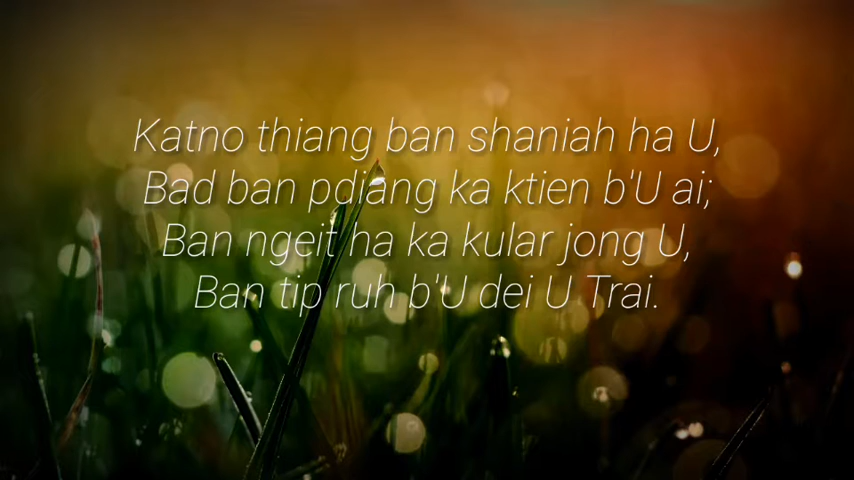 Katno thiang ban shaniah ha U,
Bad ban pdiang ka ktien b'U ai;
Ban ngeit ha ka kular jong U,
Ban tip ruh b'U dei U Trai.